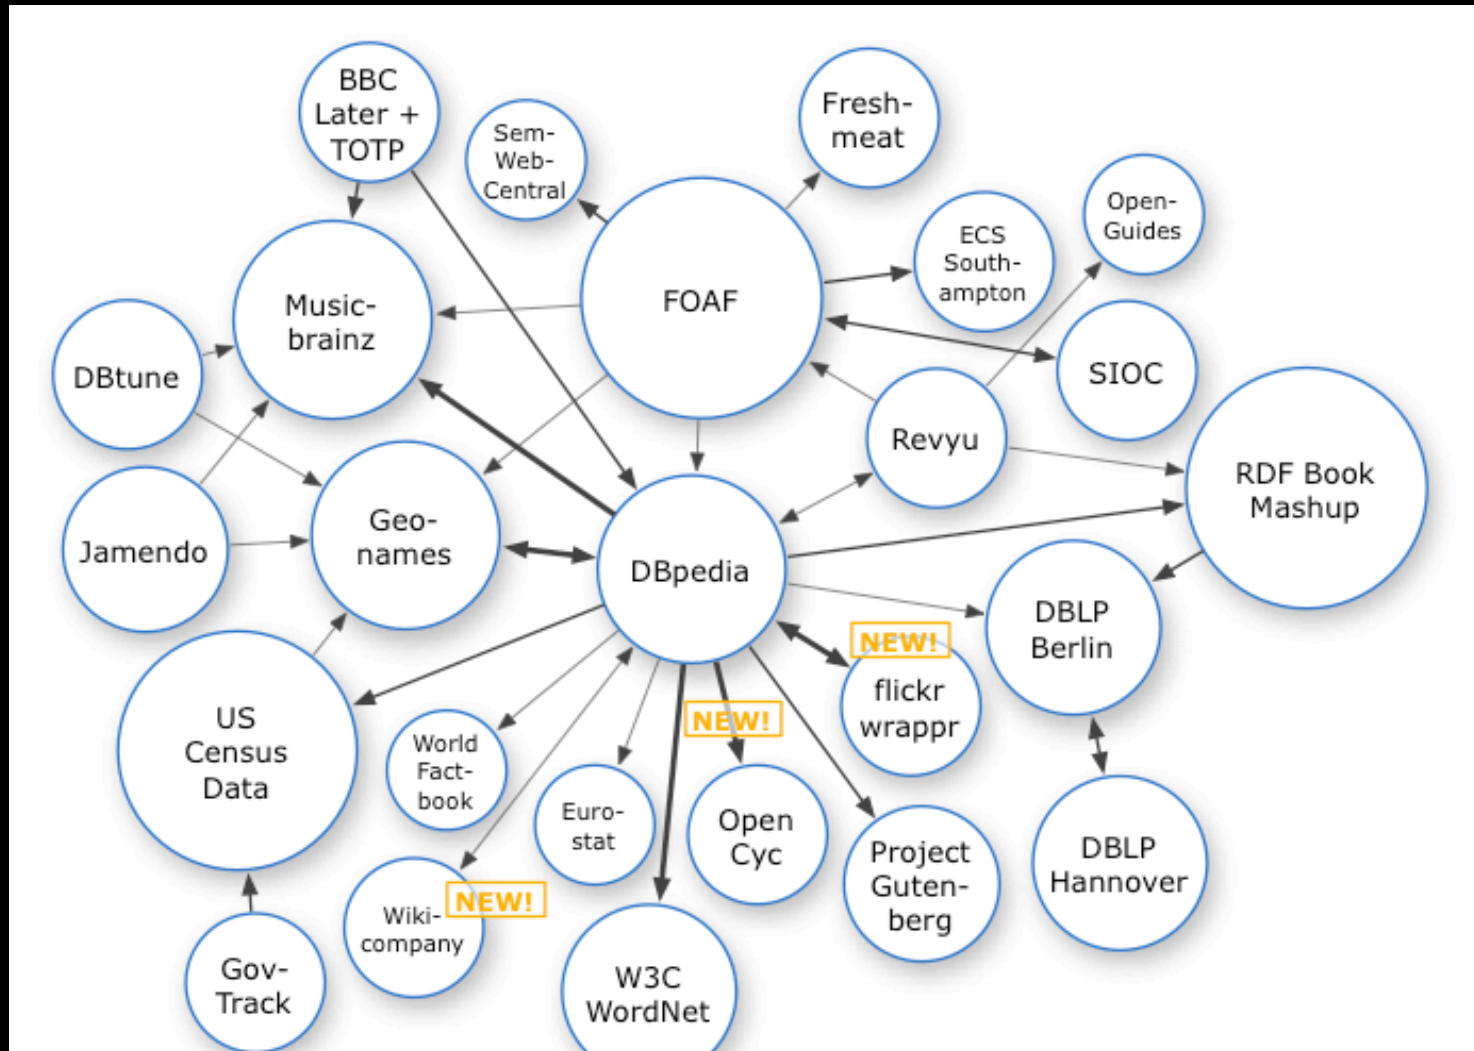 BBC
Later +
TOTP
Sem-
Web-
Central
Fresh-
meat
Open-
Guides
ECS
South-
ampton
FOAF
Music-
brainz
SIOC
DBtune
Revyu
RDF Book
Mashup
Geo-
names
Jamendo
DBpedia
DBLP
Berlin
NEW!
flickr
wrappr
NEW!
US
Census
Data
World
Fact-
book
Euro-
stat
Open
Cyc
Project
Guten-
berg
DBLP
Hannover
NEW!
Wiki-
company
Gov-
Track
W3C
WordNet